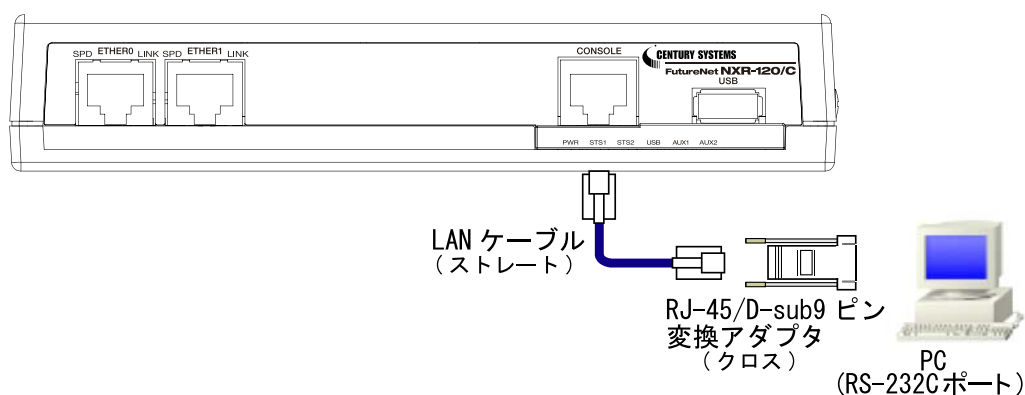 SPD ETHER0 LINK SPD ETHER1 LINK
CONSOLE
CENTURY SYSTEMS
FutureNet NXR-120/C
USB
PWR STS1 STS2 USB AUX1 AUX2
LAN ケーブル
(ストレート)
RJ-45/D-sub9 ピン
変換アダプタ
(クロス)
PC
(RS-232Cポート)